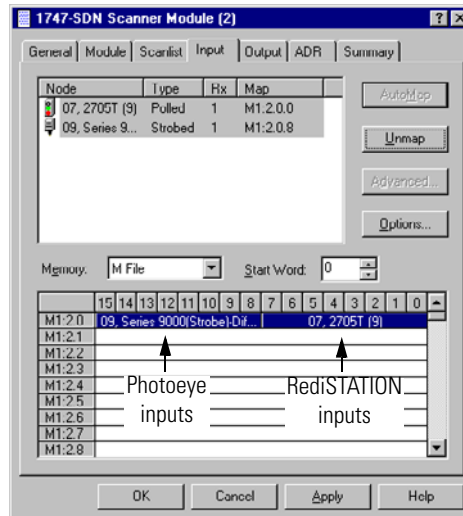 1747-SDN Scanner Module (2)
General Module Scanlist Input Output ADR Summary
Node Type Rx Map
07, 2705T (9) Polled 1 M1:2.0.0
09, Series 9... Strobed 1 M1:2.0.8
AutoMap
Unmap
Advanced...
Options...
Memory: M File Start Word: 0
15 14 13 12 11 10 9 8 7 6 5 4 3 2 1 0
M1:2.0 09, Series 9000(Strobe)-Dif... 07, 2705T (9)
M1:2.1
M1:2.2
M1:2.3
M1:2.4
M1:2.5
M1:2.6
M1:2.7
M1:2.8
Photoeye inputs
RediSTATION inputs
OK Cancel Apply Help